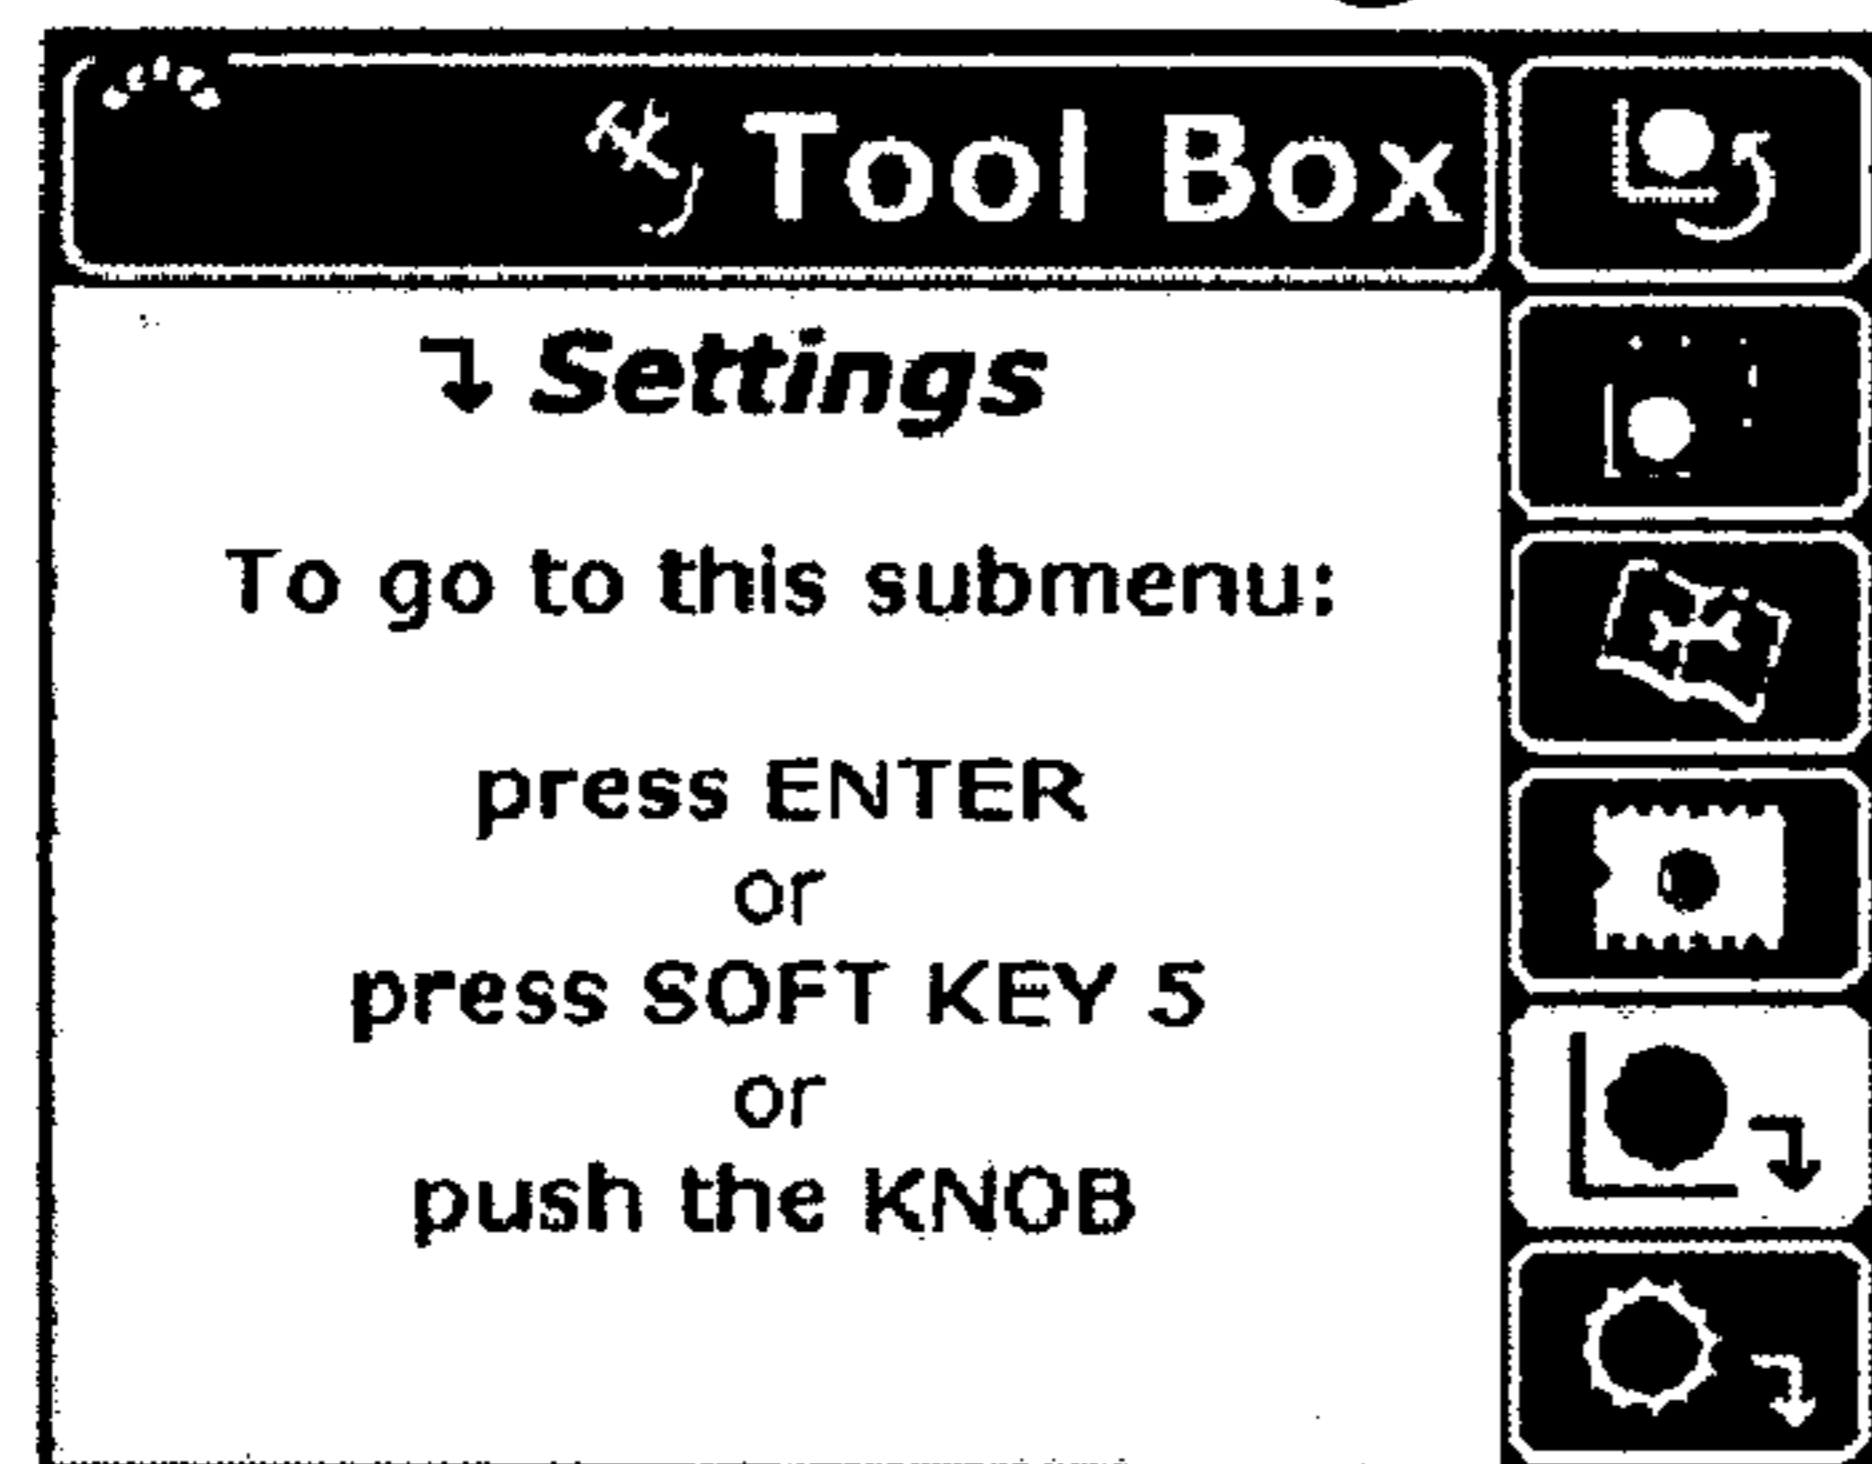 Tool Box
Settings
To go to this submenu:
press ENTER
or
press SOFT KEY 5
or
push the KNOB